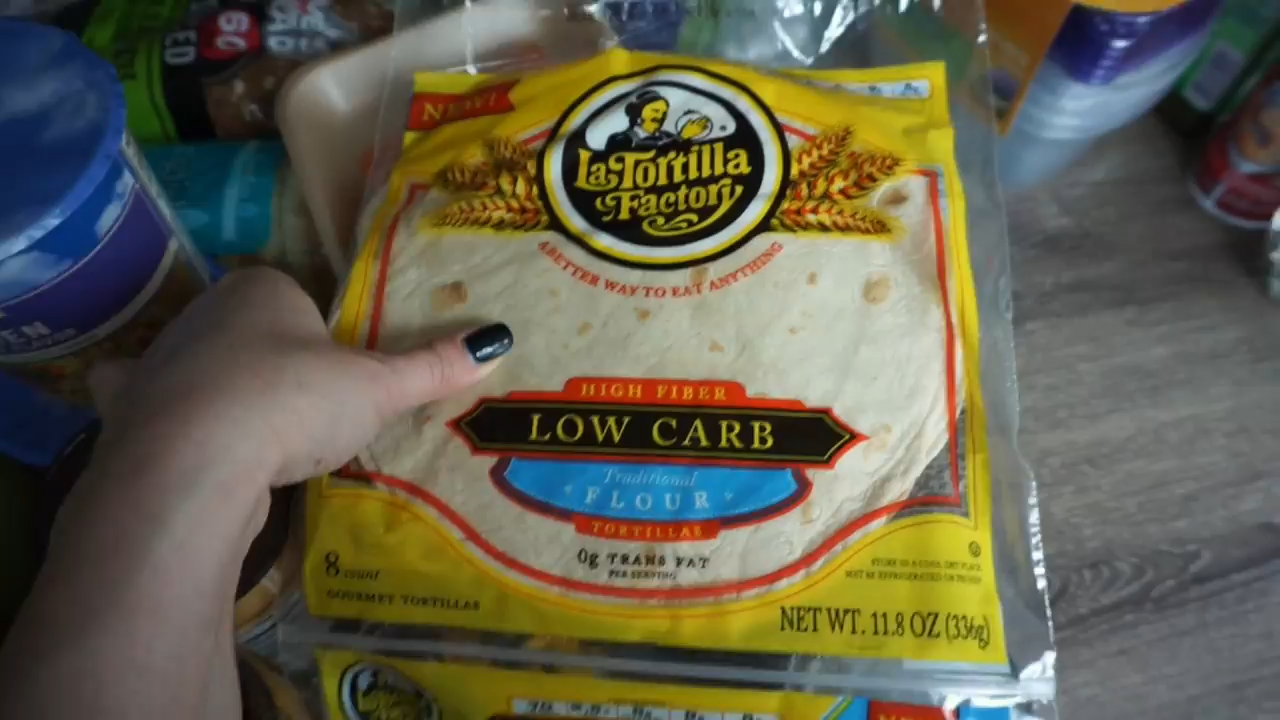 NEW!
La Tortilla
Factory
A BETTER WAY TO EAT ANYTHING
HIGH FIBER
LOW CARB
Traditional
FLOUR
TORTILLAS
0g TRANS FAT
PER SERVING
8 count
GOURMET TORTILLAS
NET WT. 11.8 OZ (336g)